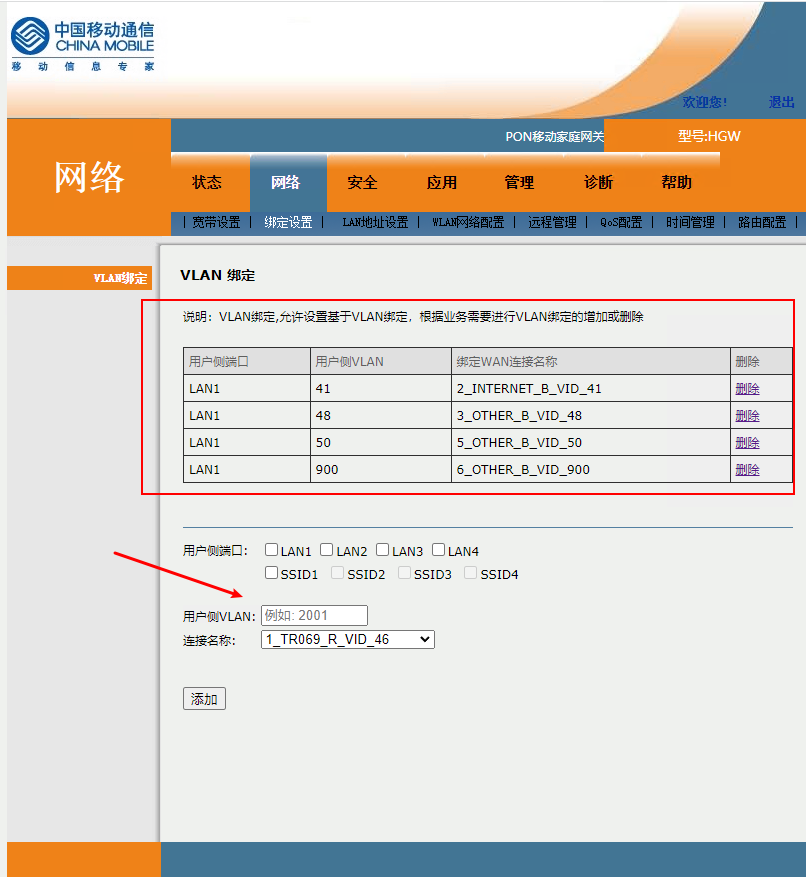 中国移动通信
CHINA MOBILE
移 动 信 息 专 家
欢迎您! 退出
PON移动家庭网关 型号:HGW
网络
状态 网络 安全 应用 管理 诊断 帮助
| 宽带设置 | 绑定设置 | LAN地址设置 | WLAN网络配置 | 远程管理 | QoS配置 | 时间管理 | 路由配置 |
VLAN绑定
VLAN 绑定
说明：VLAN绑定,允许设置基于VLAN绑定，根据业务需要进行VLAN绑定的增加或删除
用户侧端口 用户侧VLAN 绑定WAN连接名称 删除
LAN1 41 2_INTERNET_B_VID_41 删除
LAN1 48 3_OTHER_B_VID_48 删除
LAN1 50 5_OTHER_B_VID_50 删除
LAN1 900 6_OTHER_B_VID_900 删除
用户侧端口： LAN1 LAN2 LAN3 LAN4
SSID1 SSID2 SSID3 SSID4
用户侧VLAN: 例如: 2001
连接名称： 1_TR069_R_VID_46
添加